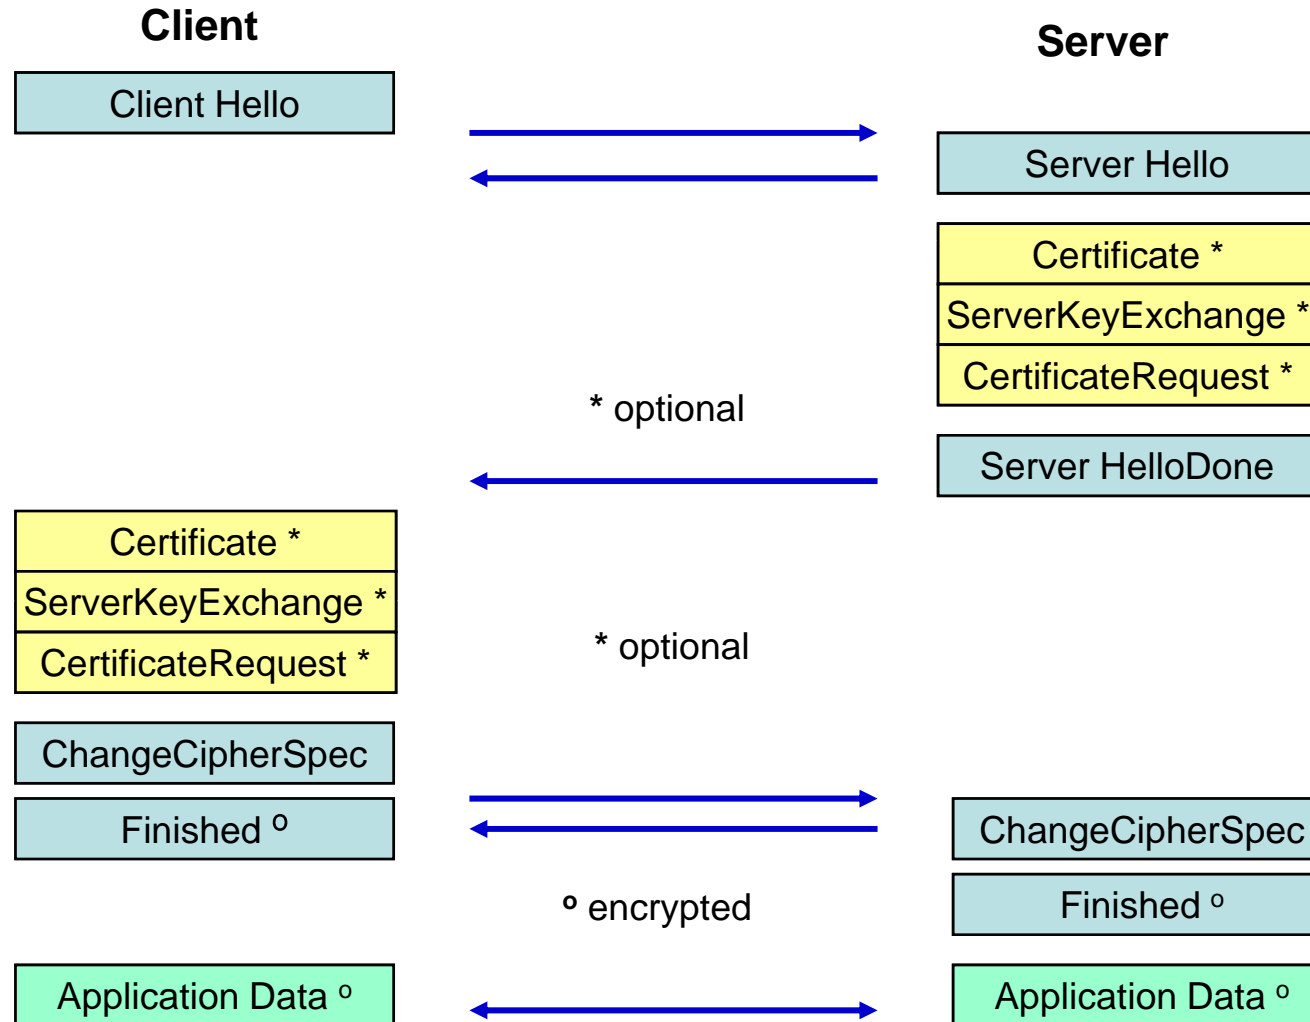 Client
Server
Client Hello
Server Hello
Certificate *
ServerKeyExchange *
CertificateRequest *
* optional
Server HelloDone
Certificate *
ServerKeyExchange *
CertificateRequest *
* optional
ChangeCipherSpec
Finished o
ChangeCipherSpec
o encrypted
Finished o
Application Data o
Application Data o